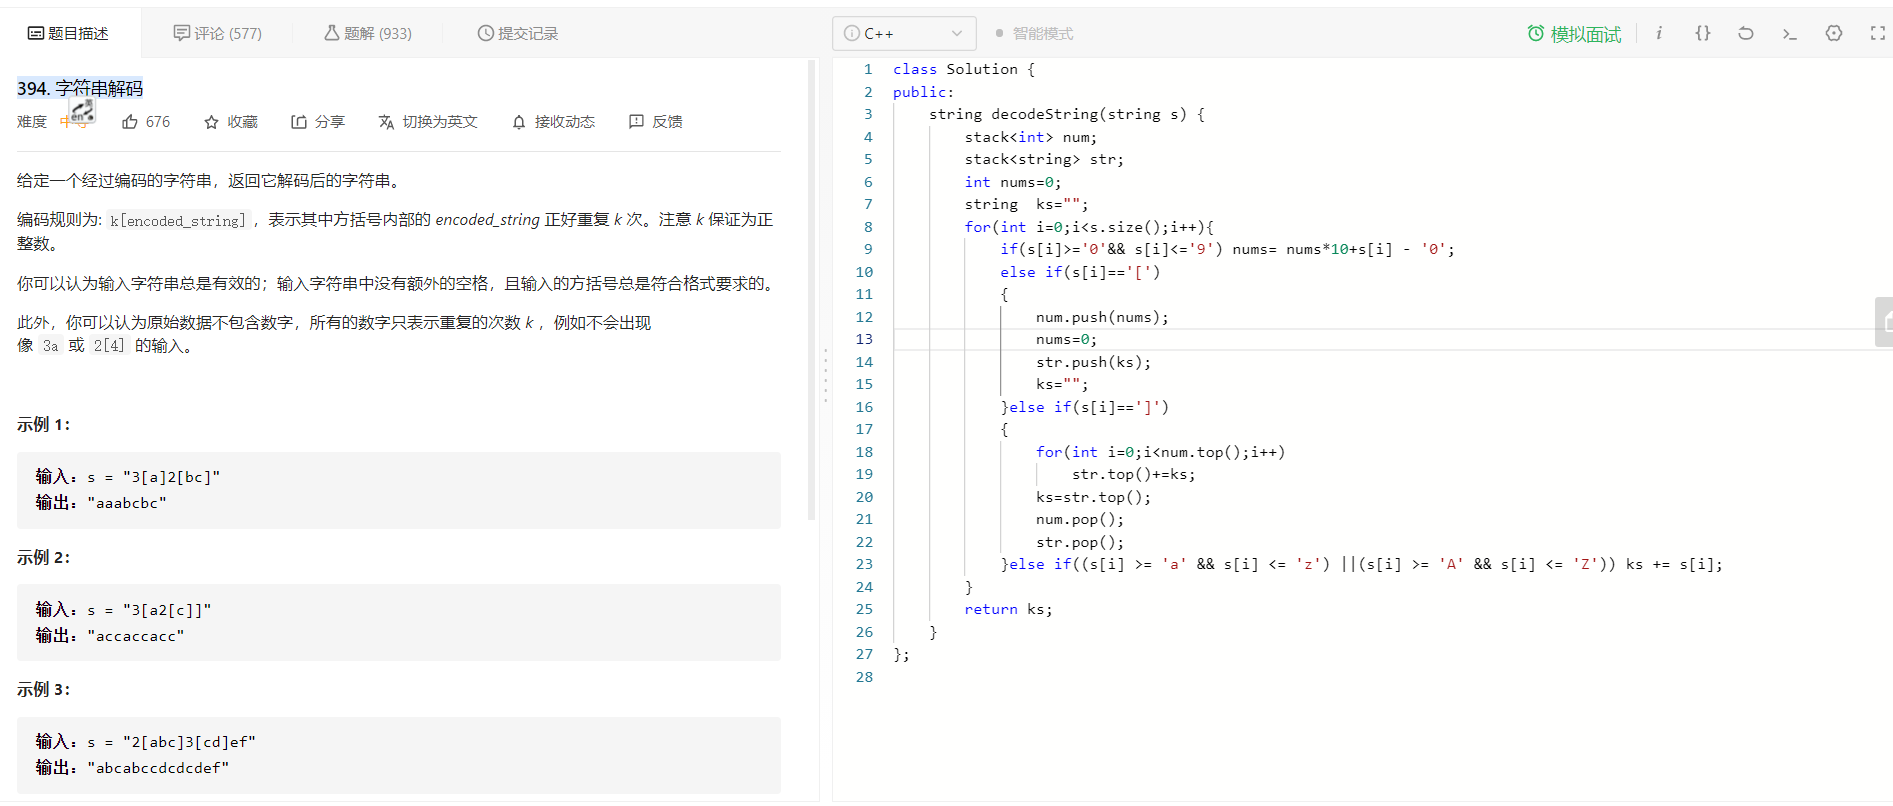 题目描述
评论 (577)
题解 (933)
提交记录
394. 字符串解码
难度
676
收藏
分享
切换为英文
接收动态
反馈
给定一个经过编码的字符串，返回它解码后的字符串。
编码规则为: k[encoded_string]，表示其中方括号内部的 encoded_string 正好重复 k 次。注意 k 保证为正
整数。
你可以认为输入字符串总是有效的；输入字符串中没有额外的空格，且输入的方括号总是符合格式要求的。
此外，你可以认为原始数据不包含数字，所有的数字只表示重复的次数 k ，例如不会出现
像 3a 或 2[4] 的输入。
示例 1：
输入：s = "3[a]2[bc]"
输出："aaabcbc"
示例 2：
输入：s = "3[a2[c]]"
输出："accaccacc"
示例 3：
输入：s = "2[abc]3[cd]ef"
输出："abcabccdcdcdef"
C++
智能模式
模拟面试
1 class Solution {
2 public:
3 string decodeString(string s) {
4 stack<int> num;
5 stack<string> str;
6 int nums=0;
7 string  ks="";
8 for(int i=0;i<s.size();i++){
9 if(s[i]>='0'&& s[i]<='9') nums= nums*10+s[i] - '0';
10 else if(s[i]=='[')
11 {
12 num.push(nums);
13 nums=0;
14 str.push(ks);
15 ks="";
16 }else if(s[i]==']')
17 {
18 for(int i=0;i<num.top();i++)
19 str.top()+=ks;
20 ks=str.top();
21 num.pop();
22 str.pop();
23 }else if((s[i] >= 'a' && s[i] <= 'z') ||(s[i] >= 'A' && s[i] <= 'Z')) ks += s[i];
24 }
25 return ks;
26 }
27 };
28